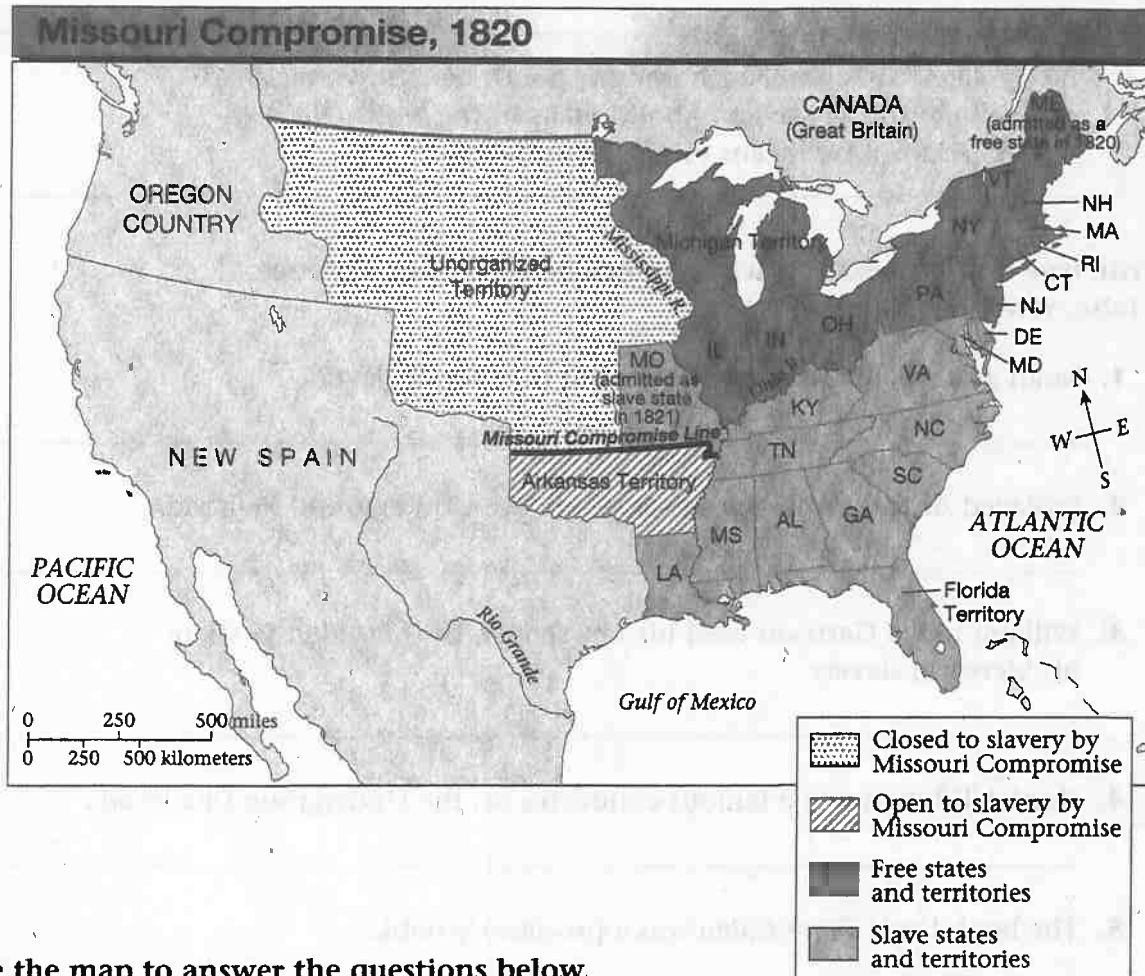 Missouri Compromise, 1820
CANADA
(Great Britain)
ME
(admitted as a
free state in 1820)
OREGON
COUNTRY
VT
NH
MA
NY
RI
CT
Michigan Territory
Mississippi R.
Unorganized
Territory
PA
NJ
OH
DE
IN
IL
MD
MO
(admitted as
slave state
in 1821)
Ohio R.
VA
KY
N
W E
S
Missouri Compromise Line
NC
NEW SPAIN
TN
Arkansas Territory
SC
ATLANTIC
OCEAN
MS
AL
GA
PACIFIC
OCEAN
LA
Florida
Territory
Rio Grande
Gulf of Mexico
0 250 500 miles
0 250 500 kilometers
Closed to slavery by
Missouri Compromise
Open to slavery by
Missouri Compromise
Free states
and territories
Slave states
and territories
e the map to answer the questions below.